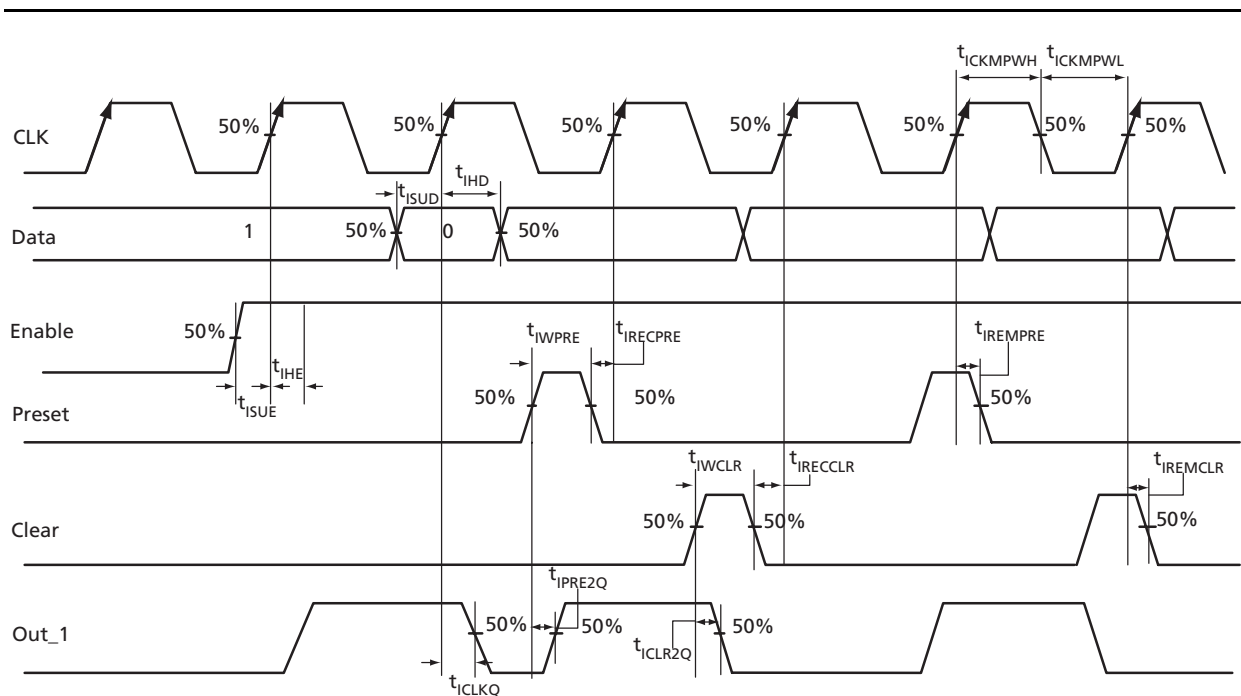 tICKMPWH tICKMPWL
CLK
50% 50% 50% 50% 50% 50% 50%
tISUD tIHD
Data
1 50% 0 50%
Enable
50%
tIHE
tISUE
tIWPRE tIRECPRE tIREMPRE
Preset
50% 50% 50%
tIWCLR tIRECCLR tIREMCLR
Clear
50% 50% 50%
tIPRE2Q
Out_1
50% 50% 50%
tICLR2Q
tICLKQ